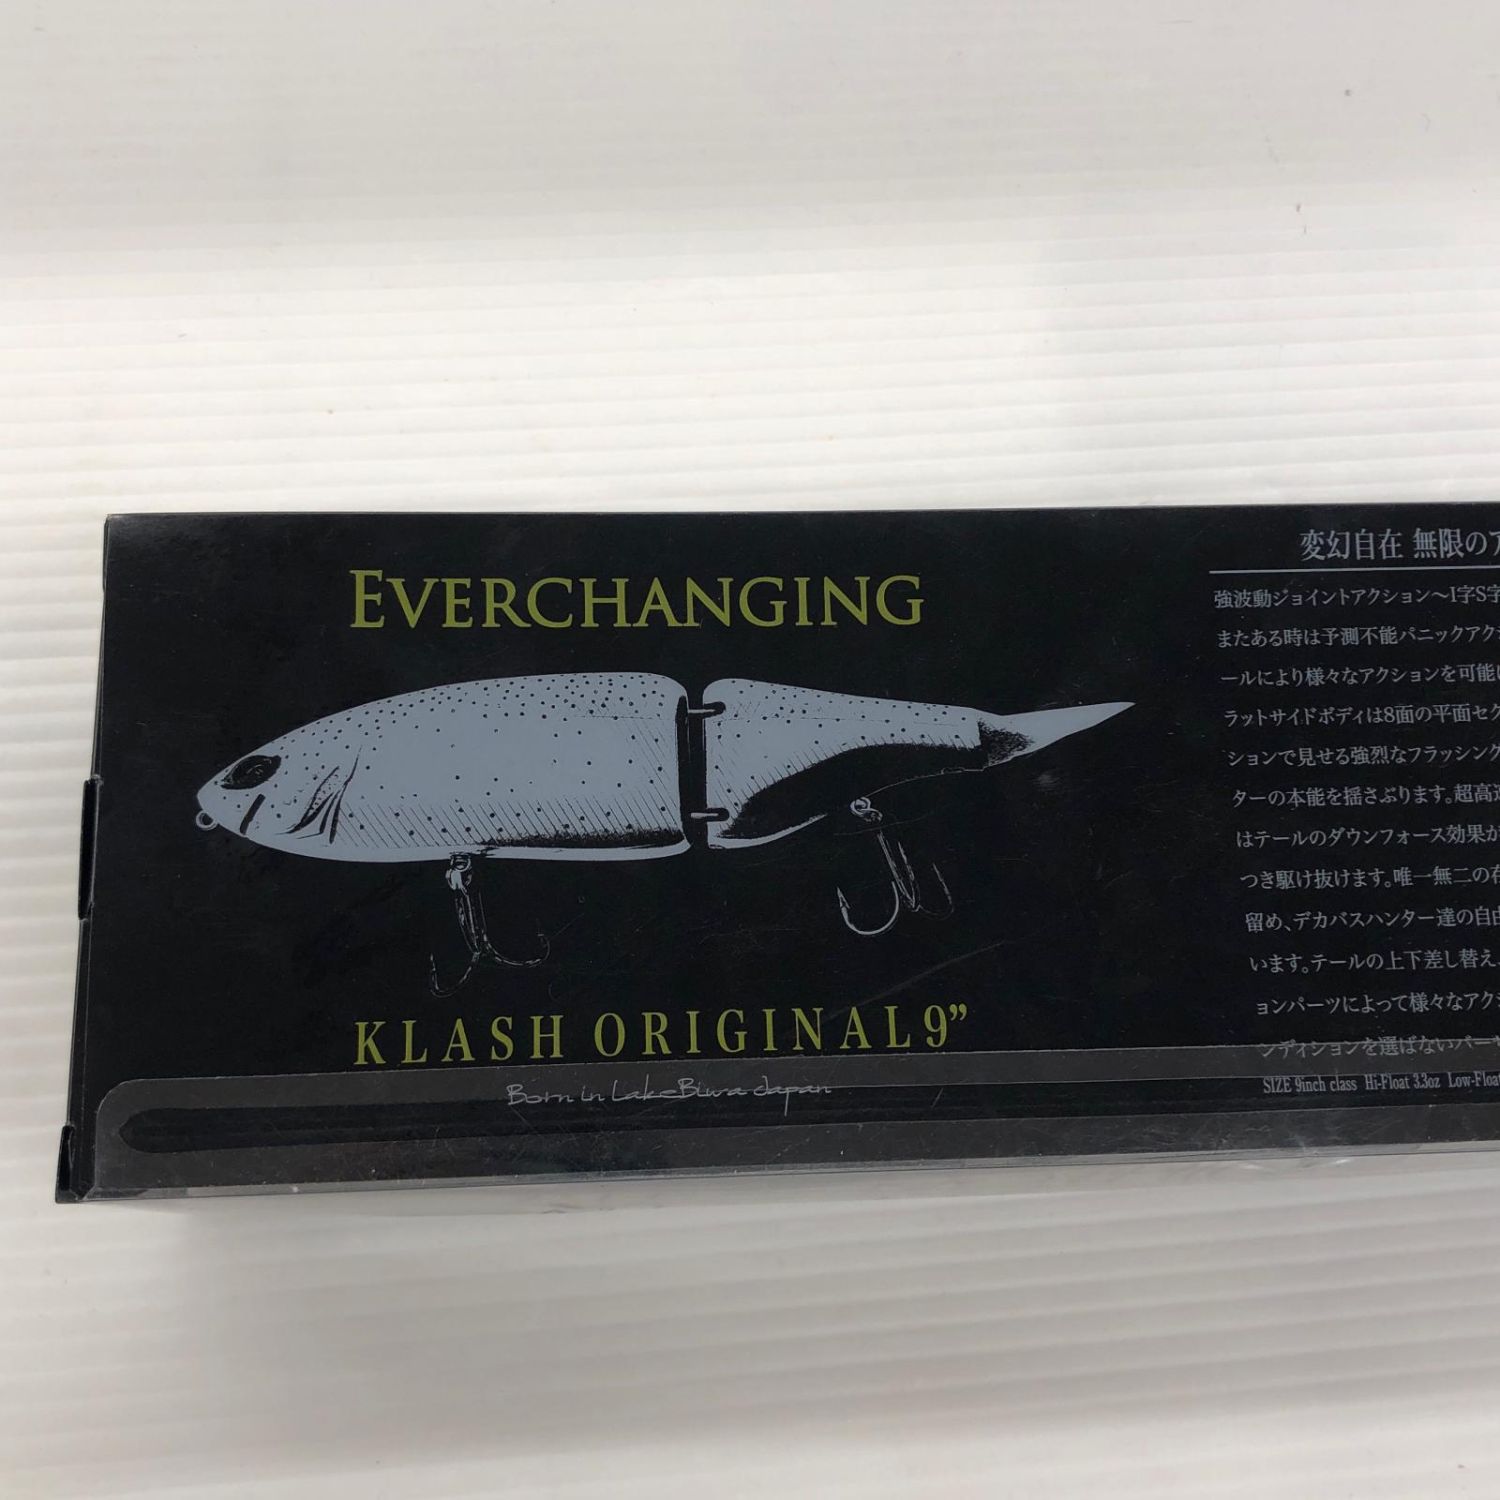 EVERCHANGING
KLASH ORIGINAL 9”
Born in Lake Biwa Japan
変幻自在 無限のア
強波動ジョイントアクション～I字S字
またある時は予測不能パニックアク
ールにより様々なアクションを可能
ラットサイドボディは8面の平面セク
ションで見せる強烈なフラッシング
ターの本能を揺さぶります。超高速
はテールのダウンフォース効果が
つき駆け抜けます。唯一無二の存
留め、デカバスハンター達の自由
います。テールの上下差し替え、
ョンパーツによって様々なアク
ンディションを選ばないパー
SIZE 9inch class Hi-Float 3.3oz Low-Float